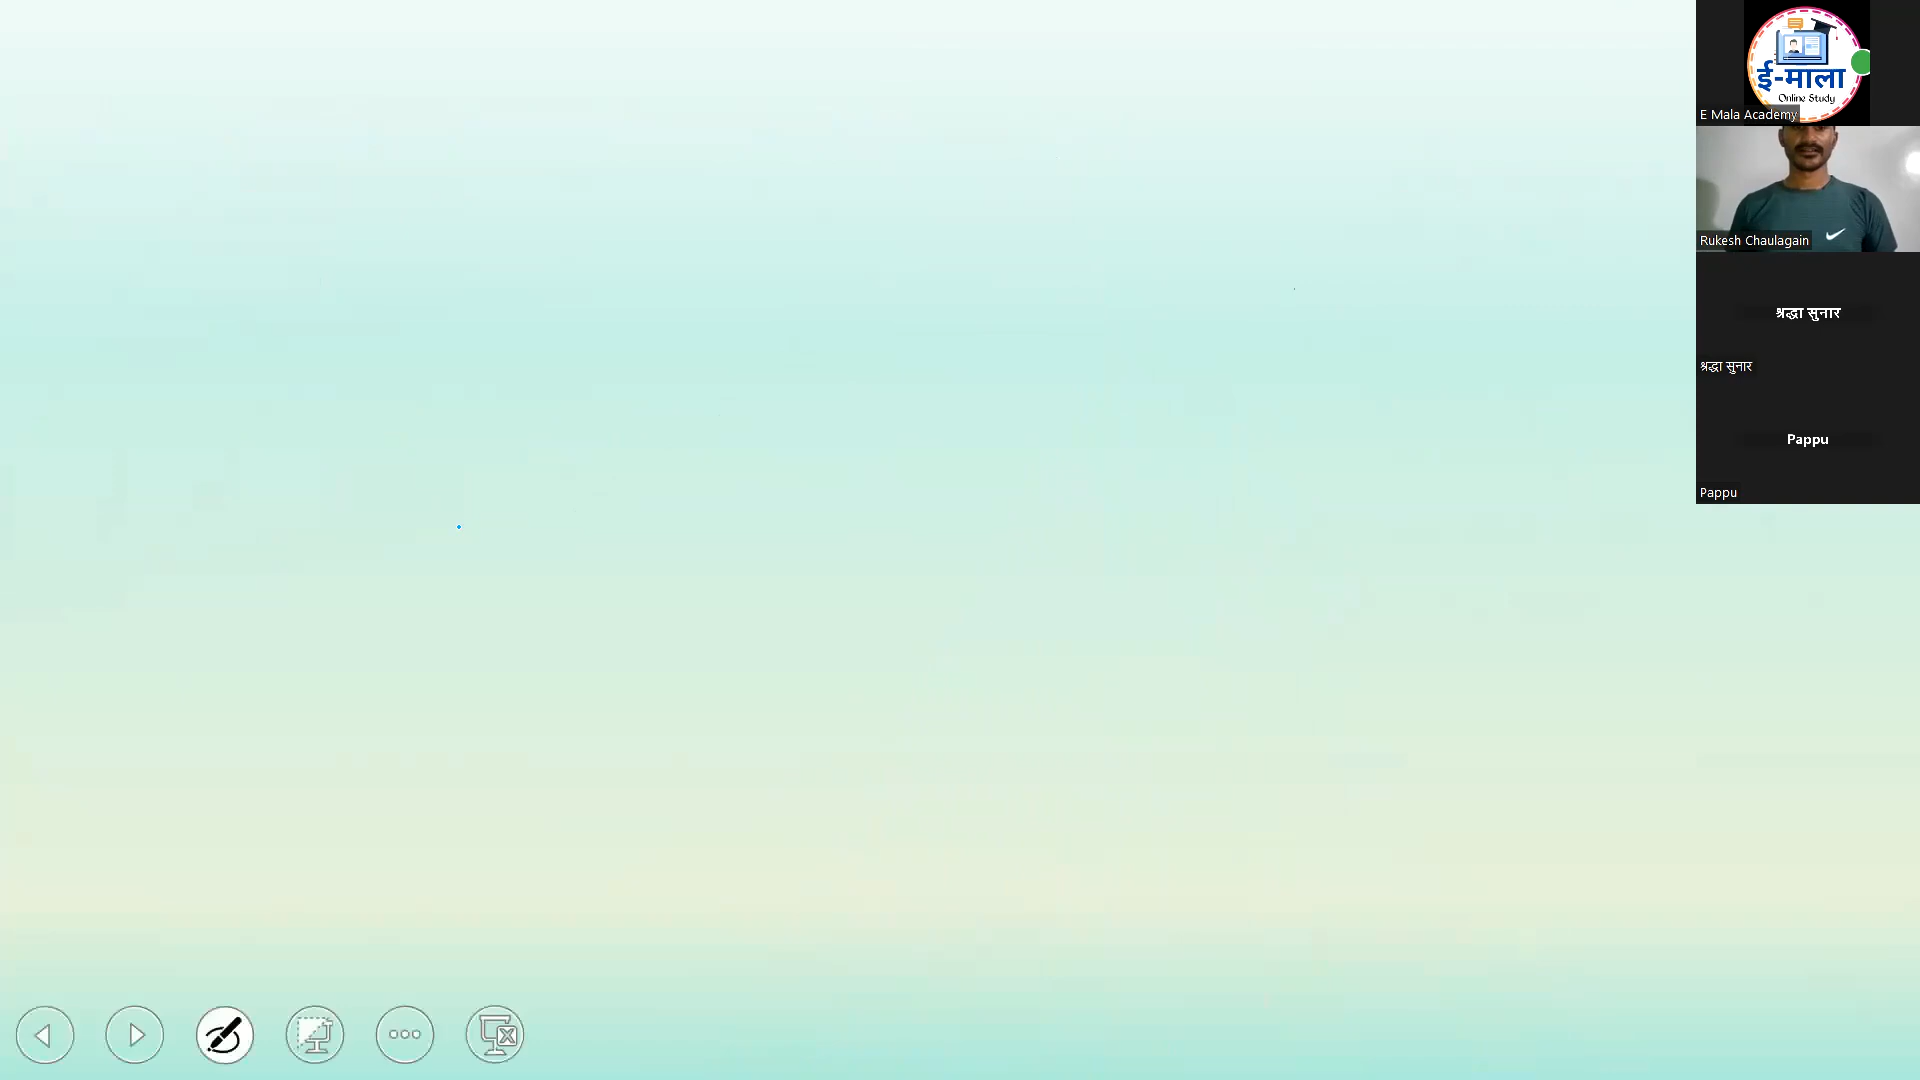 ई-माला
Online Study
E Mala Academy
Rukesh Chaulagain
श्रद्धा सुनार
श्रद्धा सुनार
Pappu
Pappu